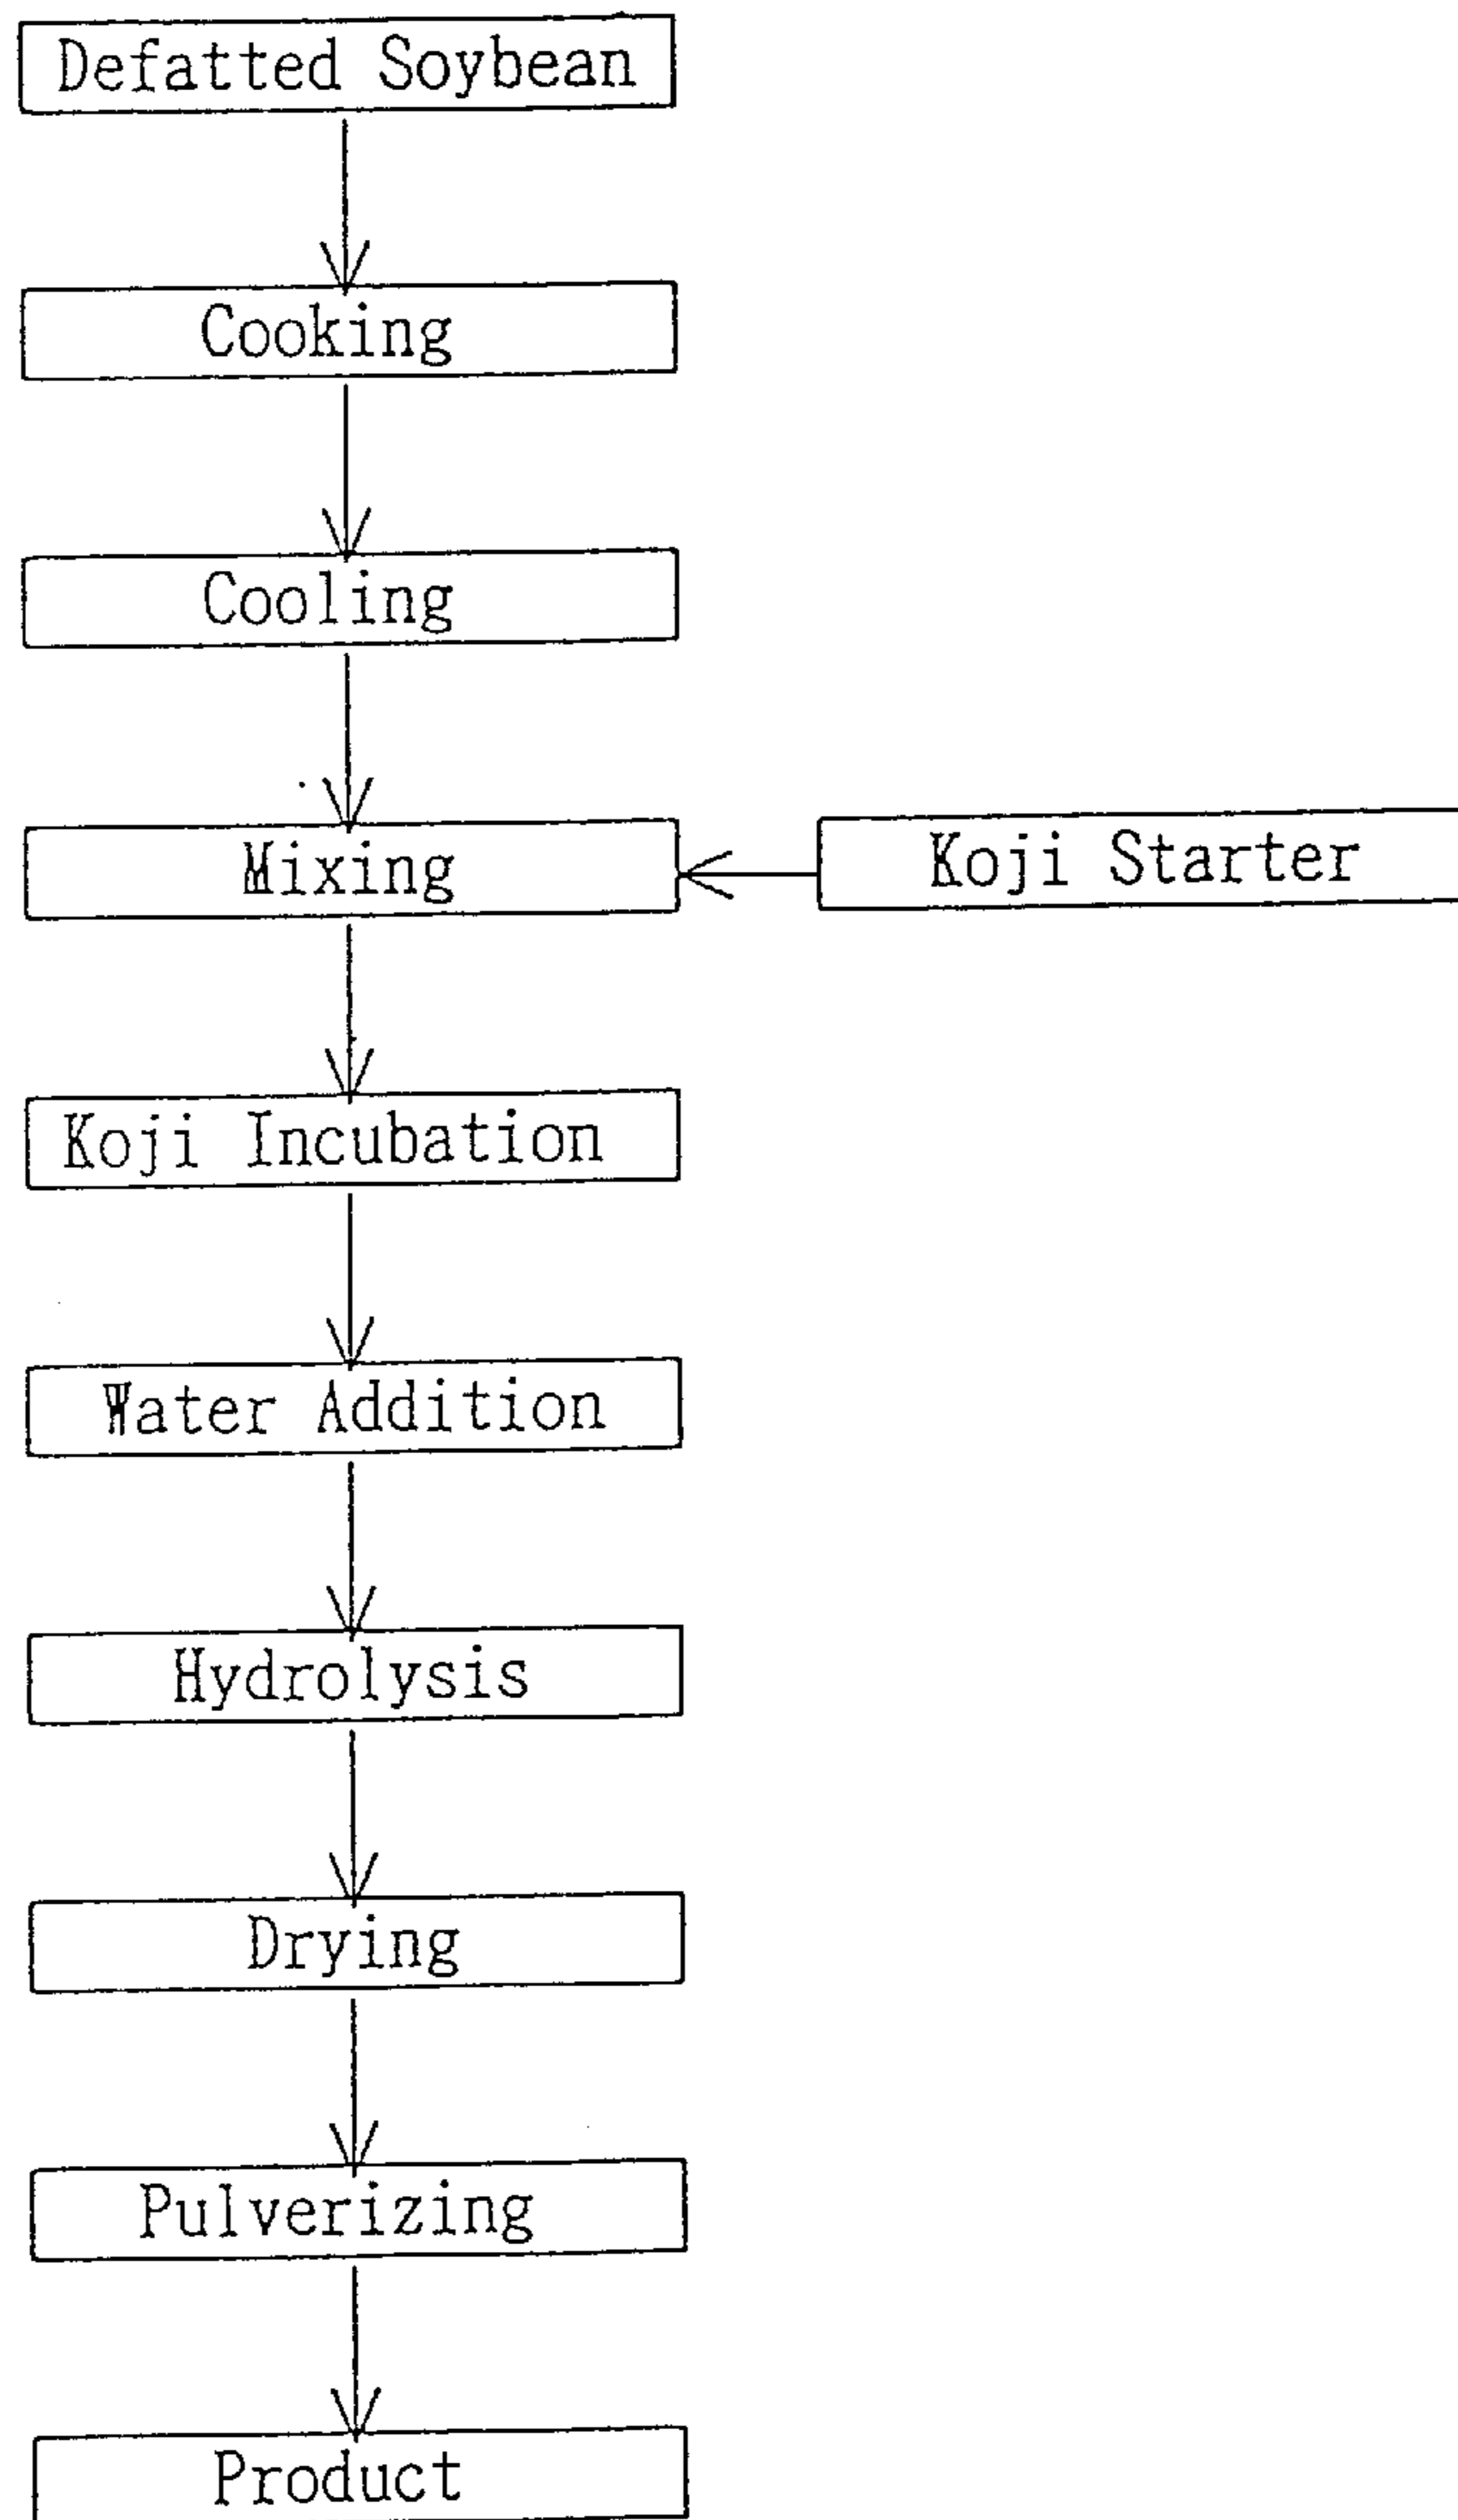 Defatted Soybean
Cooking
Cooling
Mixing
Koji Starter
Koji Incubation
Water Addition
Hydrolysis
Drying
Pulverizing
Product